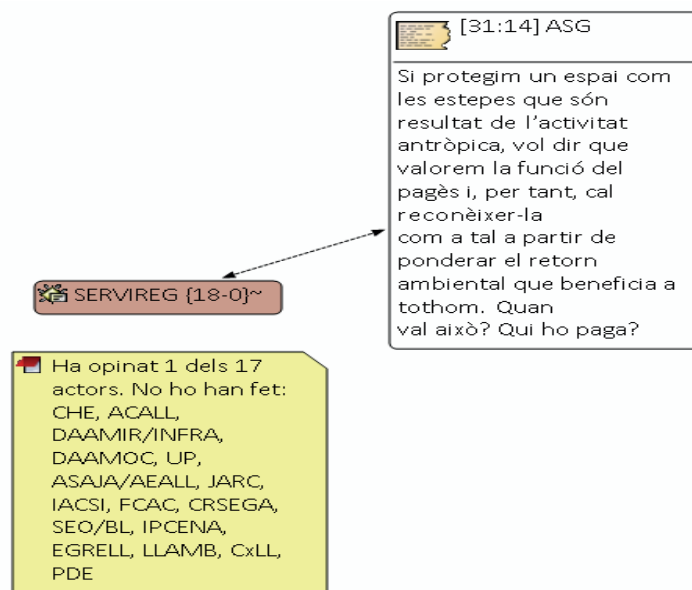 [31:14] ASG
Si protegim un espai com
les estepes que són
resultat de l'activitat
antròpica, vol dir que
valorem la funció del
pagès i, per tant, cal
reconèixer-la
com a tal a partir de
ponderar el retorn
ambiental que beneficia a
tothom. Quan
val això? Qui ho paga?
SERVIREG {18-0}~
Ha opinat 1 dels 17
actors. No ho han fet:
CHE, ACALL,
DAAMIR/INFRA,
DAAMOC, UP,
ASAJA/AEALL, JARC,
IACSI, FCAC, CRSEGA,
SEO/BL, IPCENA,
EGRELL, LLAMB, CxLL,
PDE